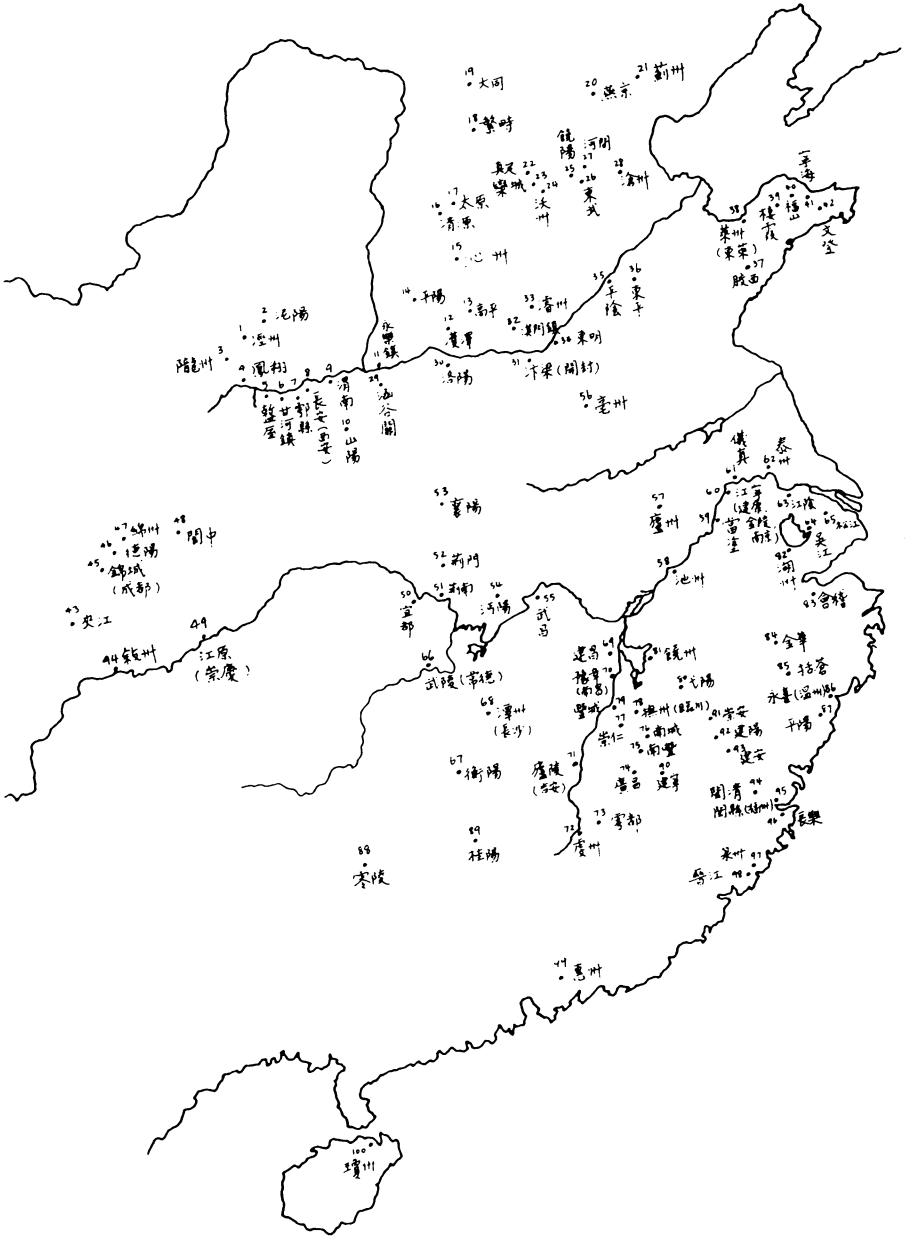 19 大同
20 燕京
21 薊州
18 繁畤
饒陽 25
河間 27
真定 22
欒城 23
24 沃州
26 東武
28 滄州
寧海 41
40 福山
39 棲霞
38 萊州(東萊)
42 文登
37 膠西
17 太原
16 清源
15 沁州
14 平陽
13 高平
12
33
32
34 東明
35 平陰
36 東平
永樂鎮 11
2
1 涇州
隴州 3
4 鳳翔
5 盩厔
6 甘河鎮
7 鄠縣
8 長安(西安)
9 渭南
10 山陽
29 函谷關
30 洛陽
31 汴梁(開封)
56 亳州
53 襄陽
57 廬州
儀真 61
泰州 62
60 江寧(建康,金陵,南京)
59 當塗
63 江陰
64 吳江
65 松江
82 湖州
83 會稽
58 池州
48 閬中
47 綿州
46 德陽
45 錦城(成都)
43 夾江
44 敍州
49 江原(崇慶)
52 荊門
51 荊南
50 宜都
54 沔陽
55 武昌
66 武陵(常德)
68 潭州(長沙)
67 衡陽
建昌 69
豫章(南昌) 70
豐城 79
81 饒州
80 弋陽
78 撫州(臨川)
77 崇仁
76 南城
75 南豐
74 廣昌
90 建寧
廬陵(吉安) 71
72 虔州
73 寧都
84 金華
85 括蒼
永嘉(溫州) 86
87 平陽
91 崇安
92 建陽
93 建安
閩清 94
閩縣(福州) 95
96 長樂
泉州 97
晉江 98
89 桂陽
88 零陵
99 惠州
100 瓊州